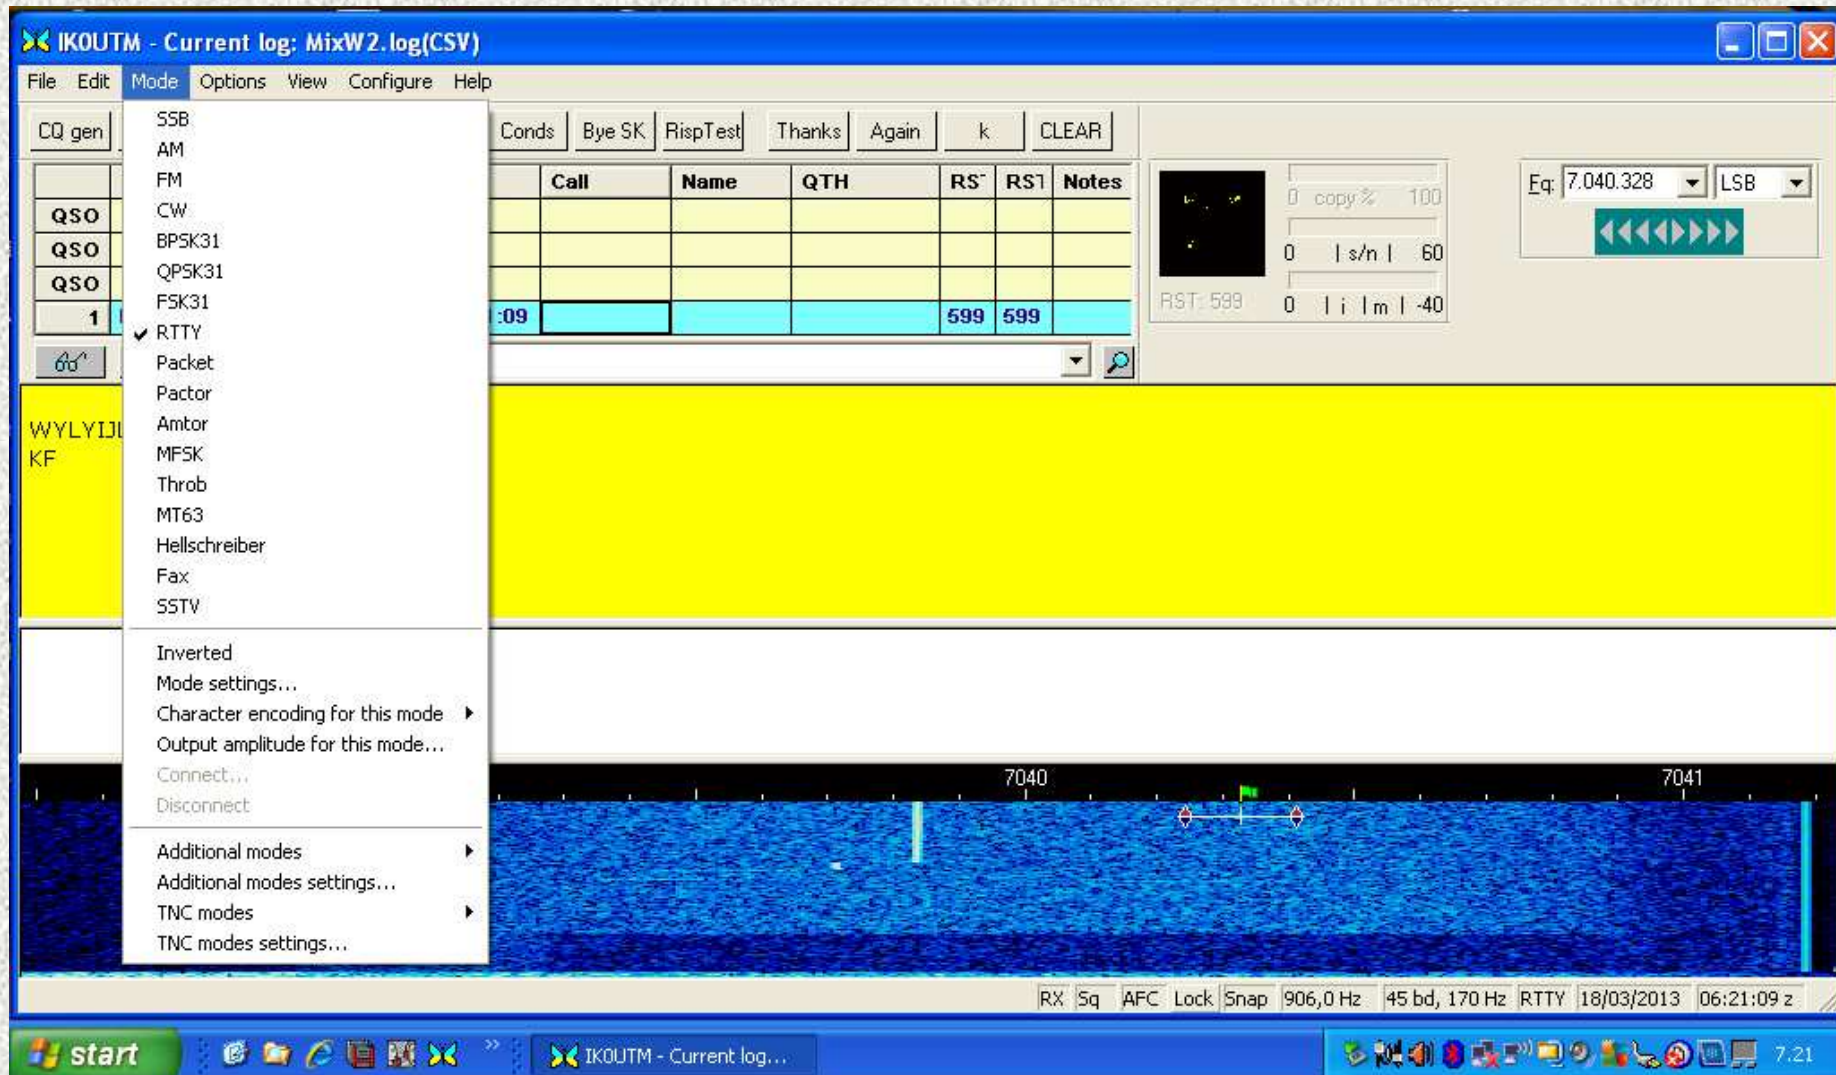 IK0UTM - Current log: MixW2.log(CSV)
File Edit Mode Options View Configure Help
CQ gen Conds Bye SK RispTest Thanks Again k CLEAR
Call Name QTH RS RST Notes
QSO
QSO
QSO
1 :09 599 599
0 copy % 100
0 | s/n | 60
RST: 599 0 | i | m | -40
Fq: 7.040.328 LSB
SSB
AM
FM
CW
BPSK31
QPSK31
FSK31
RTTY
Packet
Pactor
Amtor
MFSK
Throb
MT63
Hellschreiber
Fax
SSTV
Inverted
Mode settings...
Character encoding for this mode
Output amplitude for this mode...
Connect...
Disconnect
Additional modes
Additional modes settings...
TNC modes
TNC modes settings...
WYLYIJ
KF
7040 7041
RX Sq AFC Lock Snap 906,0 Hz 45 bd, 170 Hz RTTY 18/03/2013 06:21:09 z
start IK0UTM - Current log... 7.21